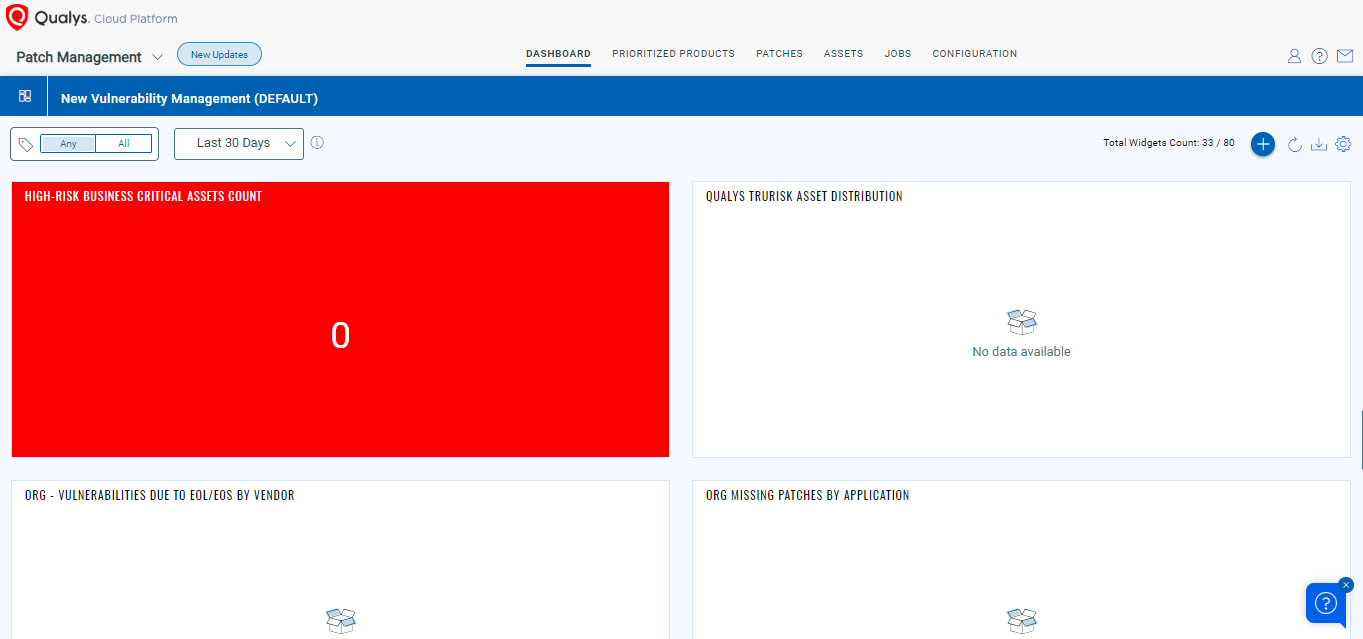 Qualys. Cloud Platform
Patch Management
New Updates
DASHBOARD
PRIORITIZED PRODUCTS
PATCHES
ASSETS
JOBS
CONFIGURATION
New Vulnerability Management (DEFAULT)
Any
All
Last 30 Days
Total Widgets Count: 33 / 80
HIGH-RISK BUSINESS CRITICAL ASSETS COUNT
0
QUALYS TRURISK ASSET DISTRIBUTION
No data available
ORG - VULNERABILITIES DUE TO EOL/EOS BY VENDOR
ORG MISSING PATCHES BY APPLICATION